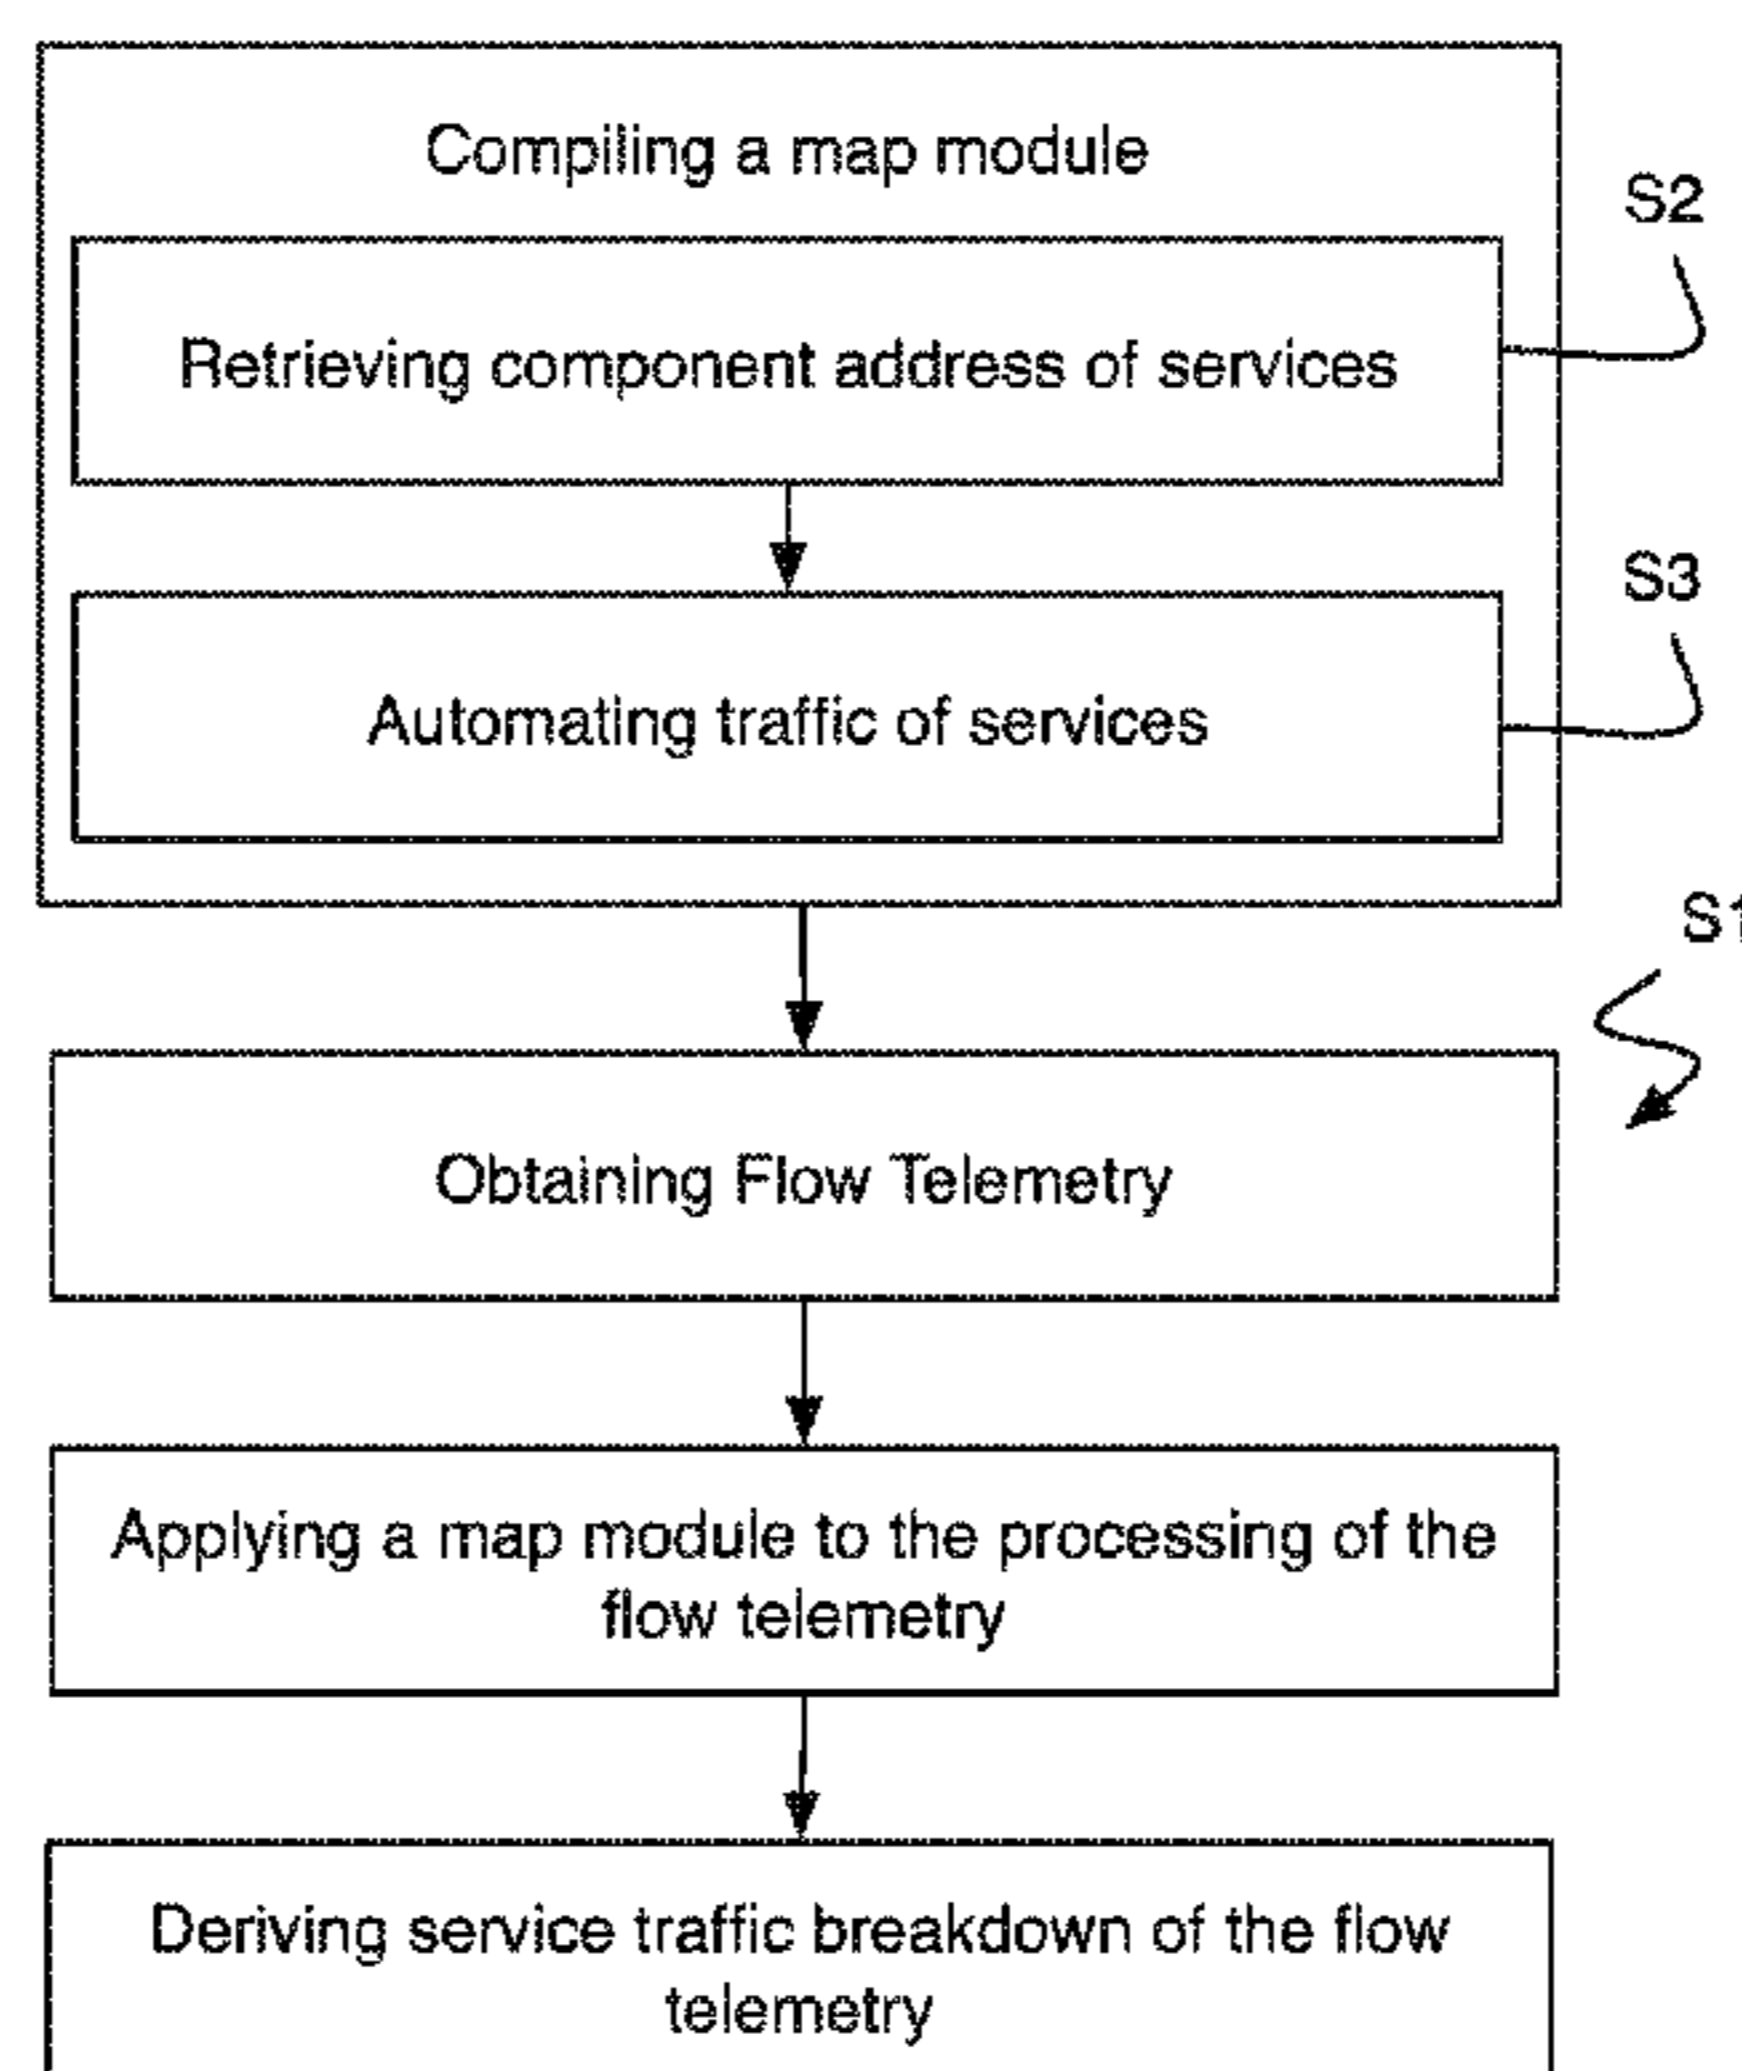 Compiling a map module
S2
Retrieving component address of services
S3
Automating traffic of services
S1
Obtaining Flow Telemetry
Applying a map module to the processing of the
flow telemetry
Deriving service traffic breakdown of the flow
telemetry